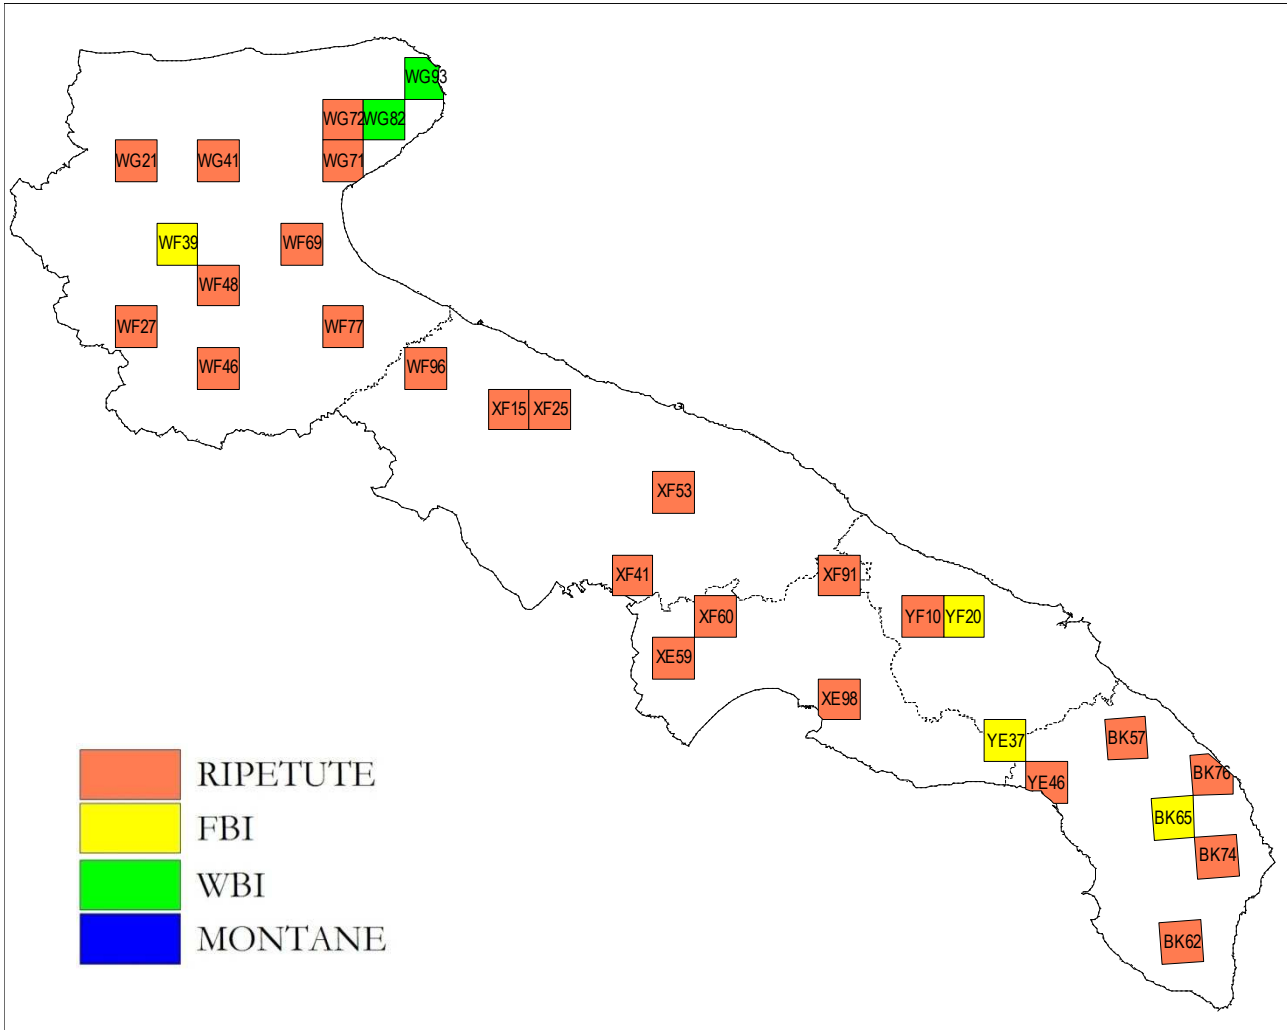 WG93
WG72
WG82
WG21
WG41
WG71
WF39
WF69
WF48
WF27
WF77
WF46
WF96
XF15
XF25
XF53
XF41
XF91
XF60
YF10
YF20
XE59
XE98
YE37
BK57
YE46
BK76
BK65
BK74
BK62
RIPETUTE
FBI
WBI
MONTANE